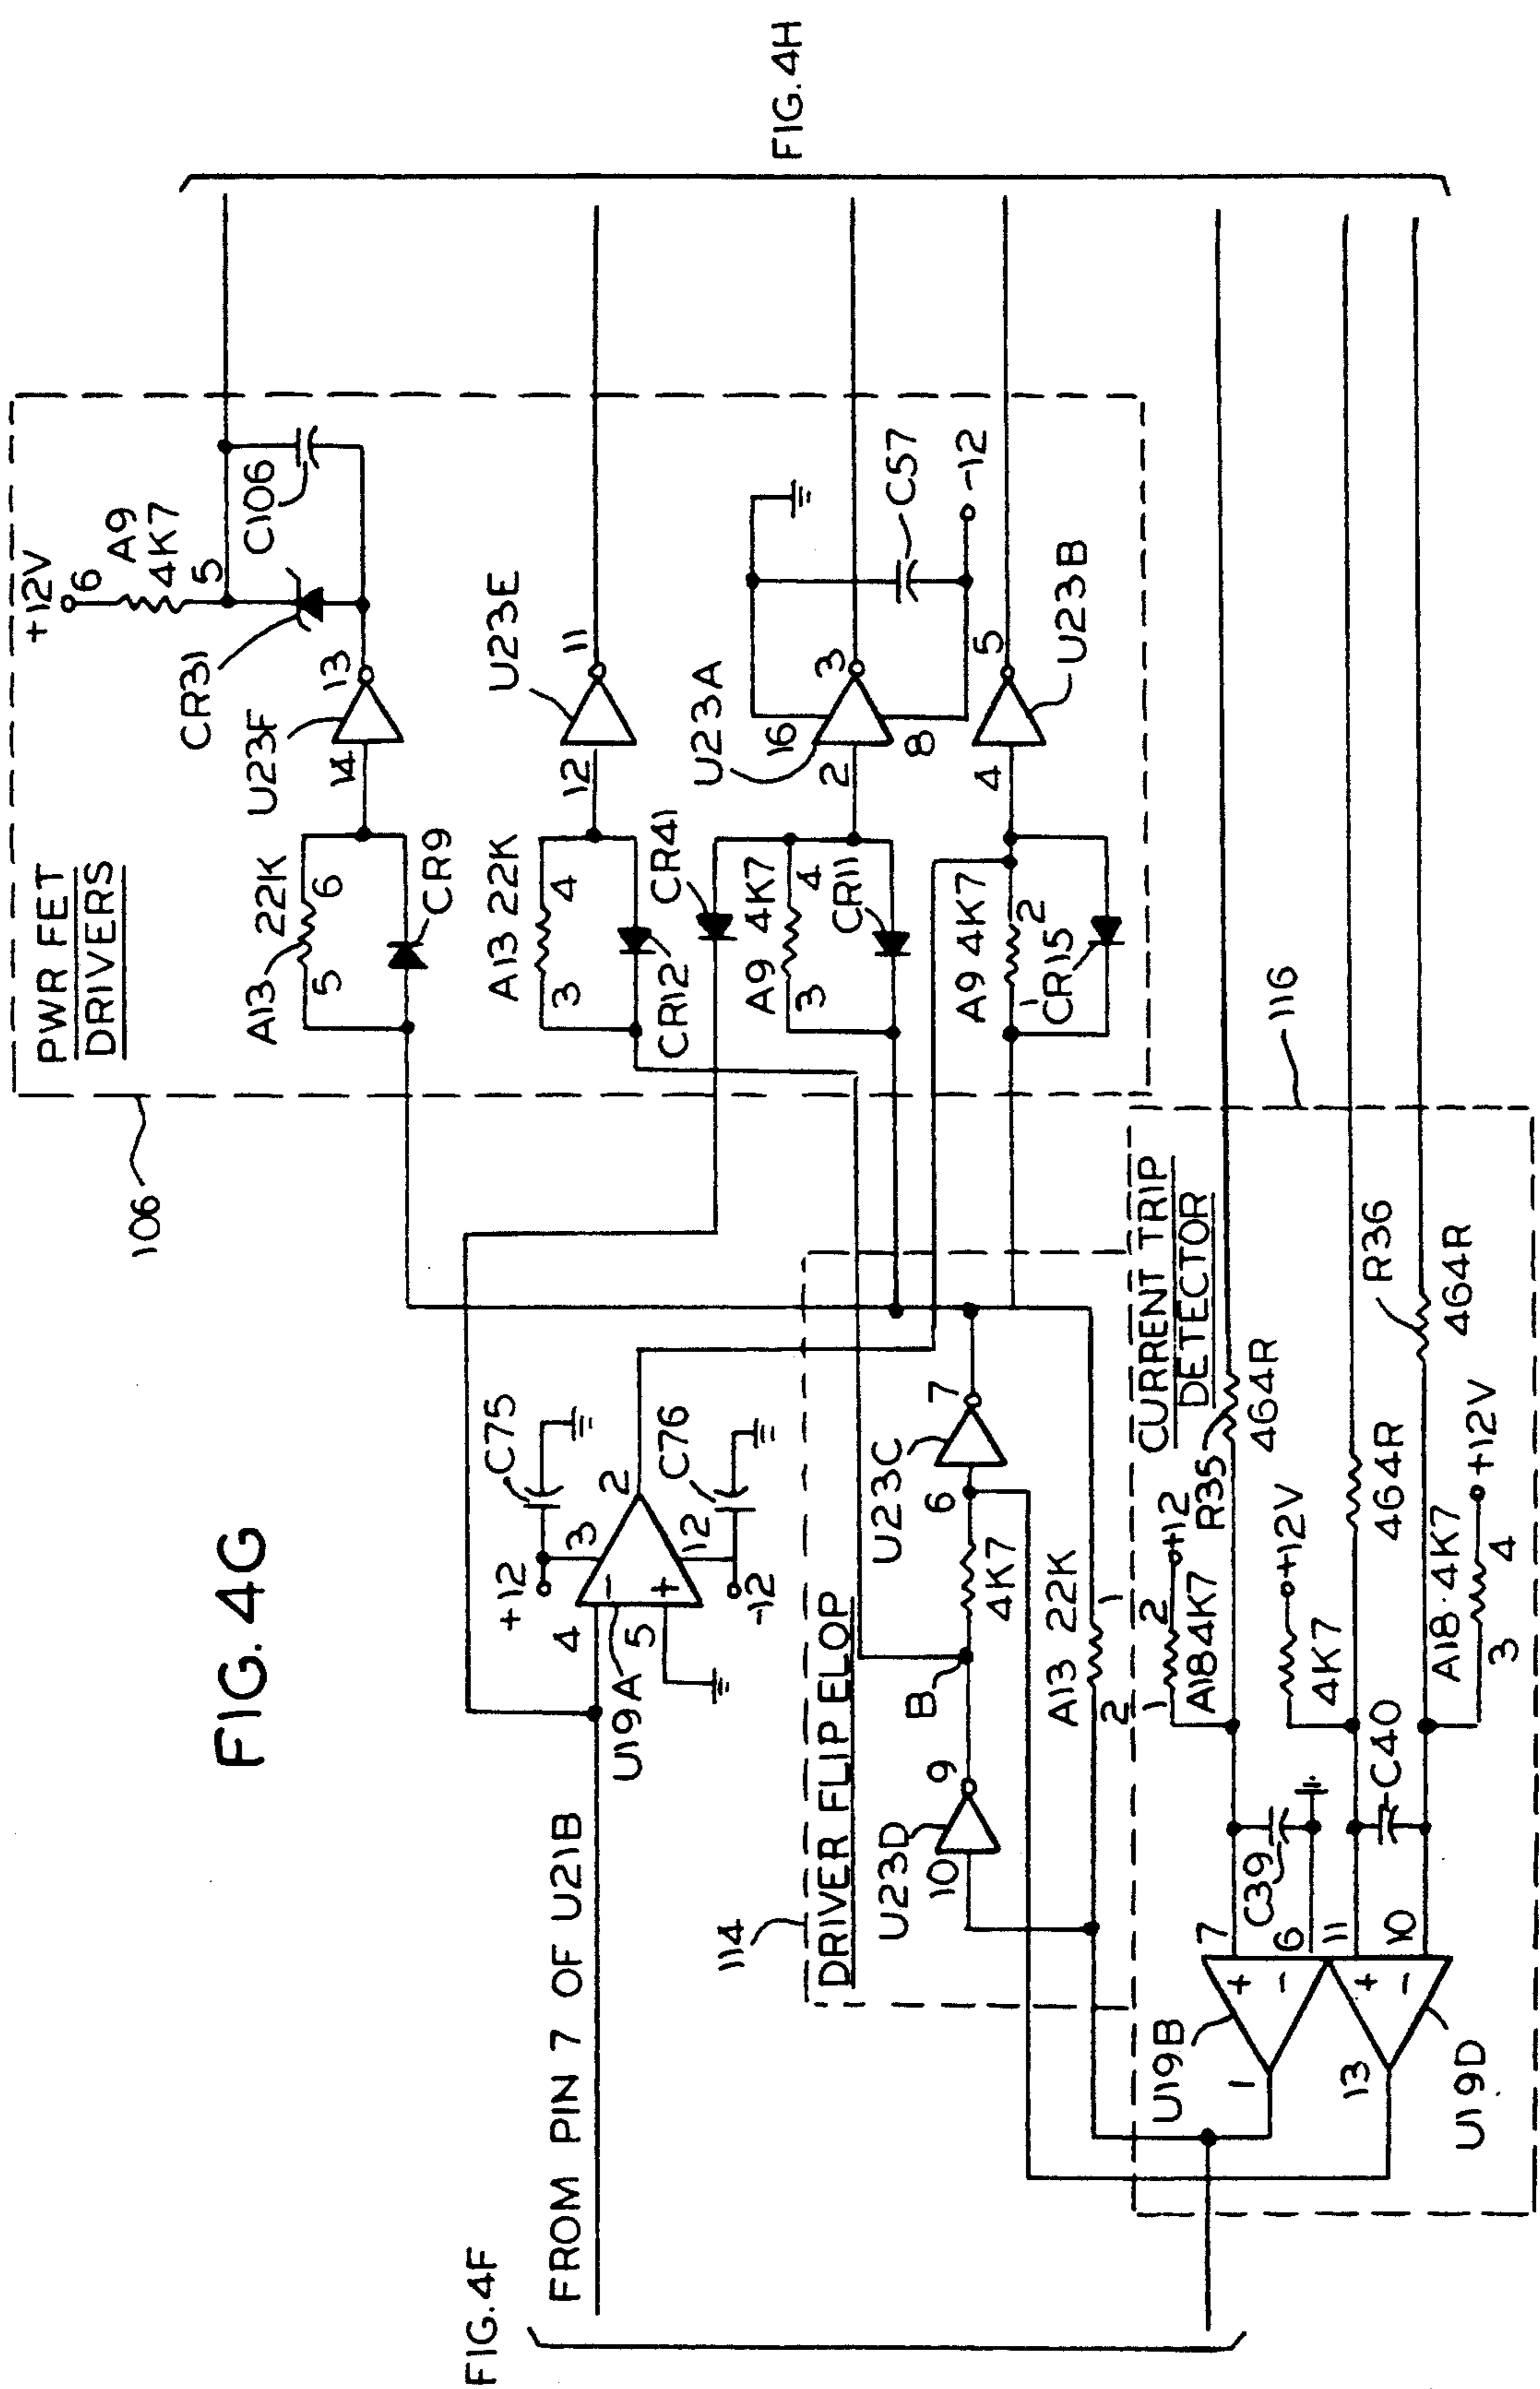 FIG. 4G
FIG. 4F
FROM PIN 7 OF U21B
FIG. 4H
106
PWR FET
DRIVERS
+12V
6
A9
4K7
5
C106
CR31
U23F
14
13
A13
22K
5
6
CR9
U23E
12
11
A13 22K
3
4
CR12
CR41
U23A
16
2
3
8
C57
-12
A9 4K7
3
4
CR11
U23B
4
5
A9 4K7
1
2
CR15
+12
C75
3
4
2
5
12
U19A
-12
C76
114
DRIVER FLIP FLOP
U23D
10
9
B
4K7
U23C
6
7
A13 22K
2
1
116
CURRENT TRIP
DETECTOR
+12
1
2
A18 4K7
R35
464R
+12V
4K7
464R
R36
464R
A18·4K7
+12V
3
4
C39
C40
U19B
7
6
1
+
−
11
10
13
+
−
U19D